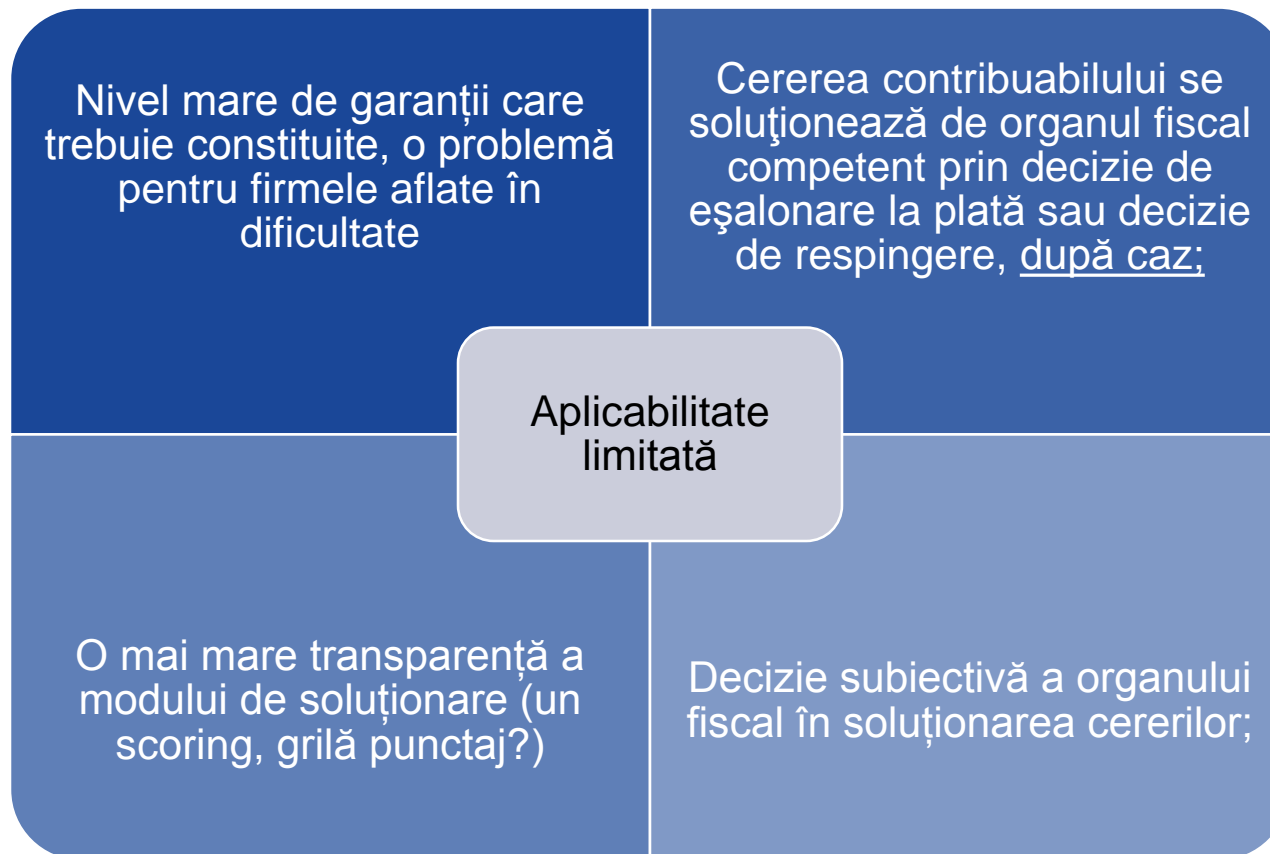 Nivel mare de garanții care
trebuie constituite, o problemă
pentru firmele aflate în
dificultate
Cererea contribuabilului se
soluţionează de organul fiscal
competent prin decizie de
eşalonare la plată sau decizie
de respingere, după caz;
Aplicabilitate
limitată
O mai mare transparență a
modului de soluționare (un
scoring, grilă punctaj?)
Decizie subiectivă a organului
fiscal în soluționarea cererilor;